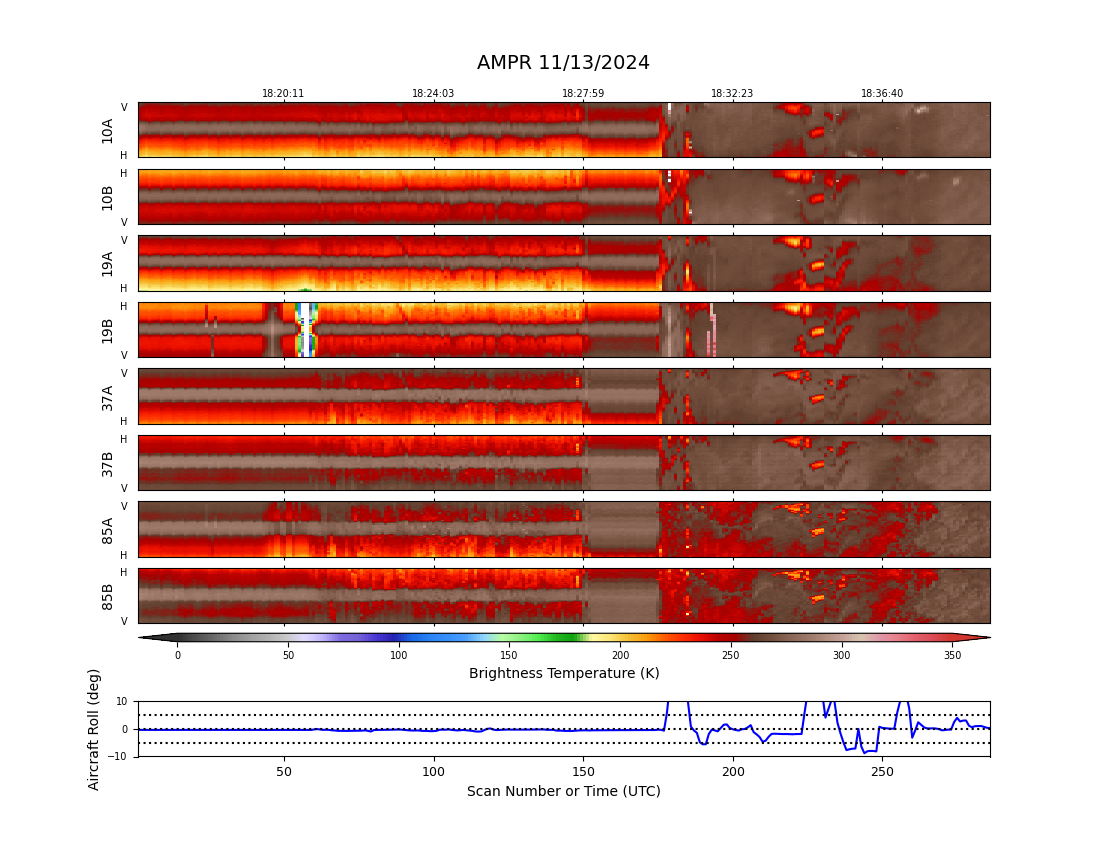 AMPR 11/13/2024
18:20:11 18:24:03 18:27:59 18:32:23 18:36:40
V
10A
H
H
10B
V
V
19A
H
H
19B
V
V
37A
H
H
37B
V
V
85A
H
H
85B
V
0 50 100 150 200 250 300 350
Brightness Temperature (K)
Aircraft Roll (deg)
10
0
−10
50 100 150 200 250
Scan Number or Time (UTC)